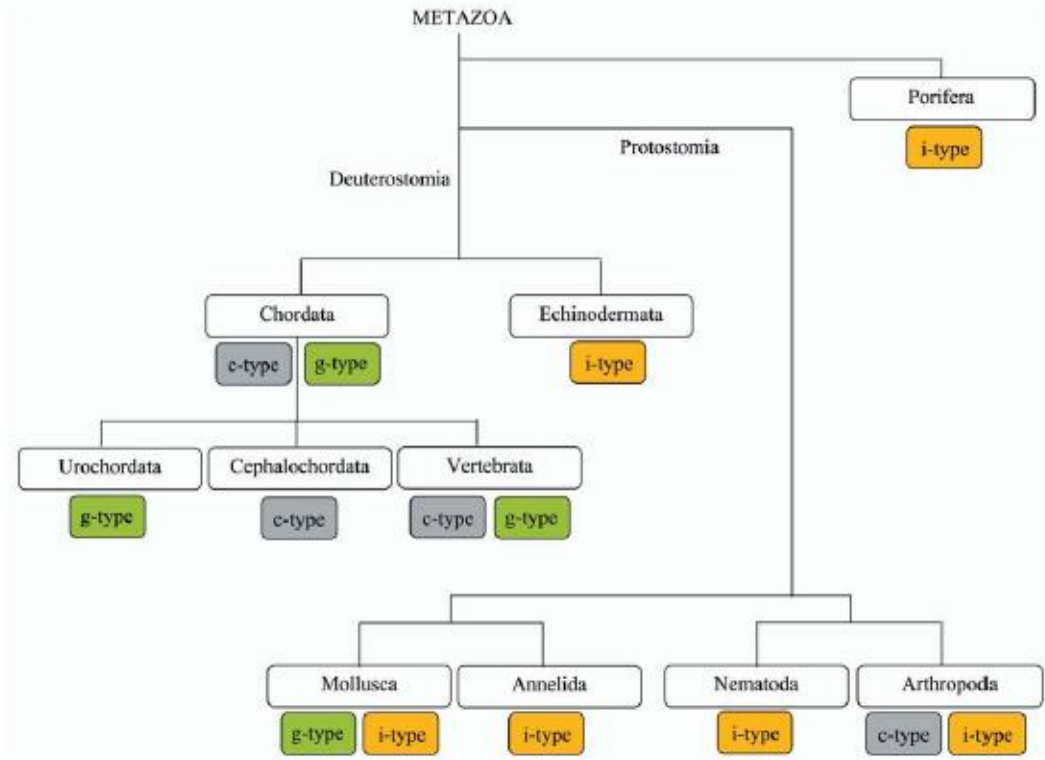 METAZOA
Porifera
i-type
Protostomia
Deuterostomia
Chordata
Echinodermata
c-type g-type
i-type
Urochordata Cephalochordata Vertebrata
g-type c-type c-type g-type
Mollusca Annelida Nematoda Arthropoda
g-type i-type i-type i-type c-type i-type